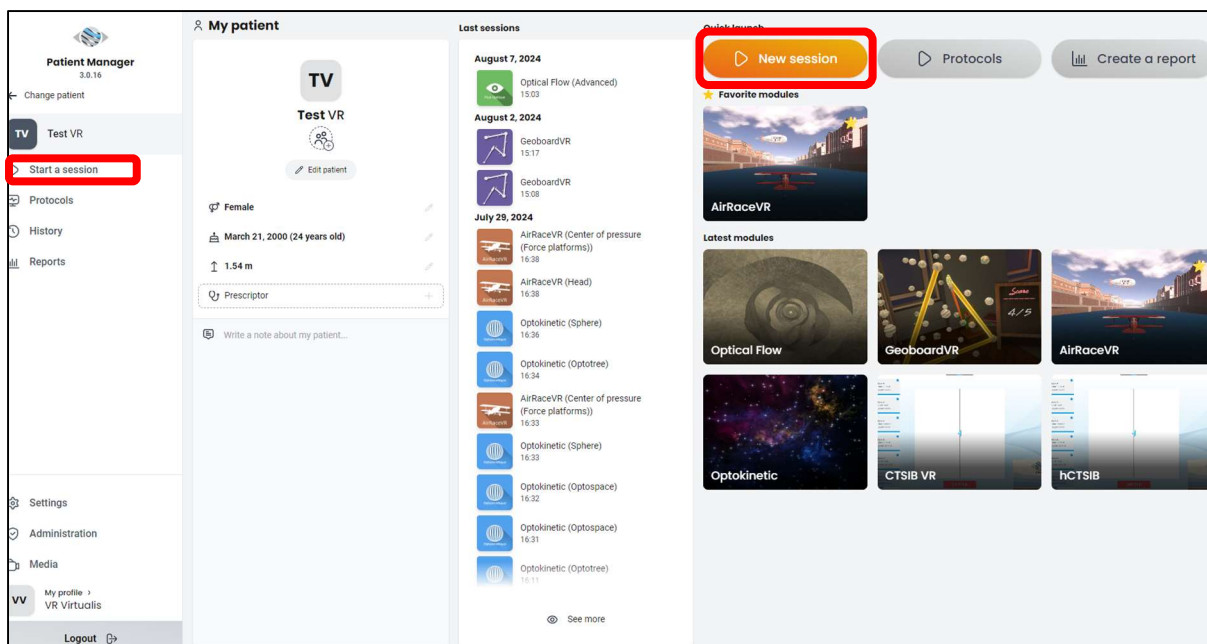 Patient Manager
3.0.16
Change patient
TV
Test VR
Start a session
Protocols
History
Reports
Settings
Administration
Media
VV
My profile
VR Virtualis
Logout
My patient
TV
Test VR
Edit patient
Female
March 21, 2000 (24 years old)
1.54 m
Prescriptor
Write a note about my patient...
Last sessions
August 7, 2024
Optical Flow (Advanced)
15:03
August 2, 2024
GeoboardVR
15:17
GeoboardVR
15:08
July 29, 2024
AirRaceVR (Center of pressure
(Force platforms))
16:38
AirRaceVR (Head)
16:38
Optokinetic (Sphere)
16:36
Optokinetic (Optotree)
16:34
AirRaceVR (Center of pressure
(Force platforms))
16:33
Optokinetic (Sphere)
16:33
Optokinetic (Optospace)
16:32
Optokinetic (Optospace)
16:31
Optokinetic (Optotree)
16:11
See more
Quick launch
New session
Protocols
Create a report
Favorite modules
AirRaceVR
Latest modules
Optical Flow
Score
4/5
GeoboardVR
AirRaceVR
Optokinetic
CTSIB VR
hCTSIB